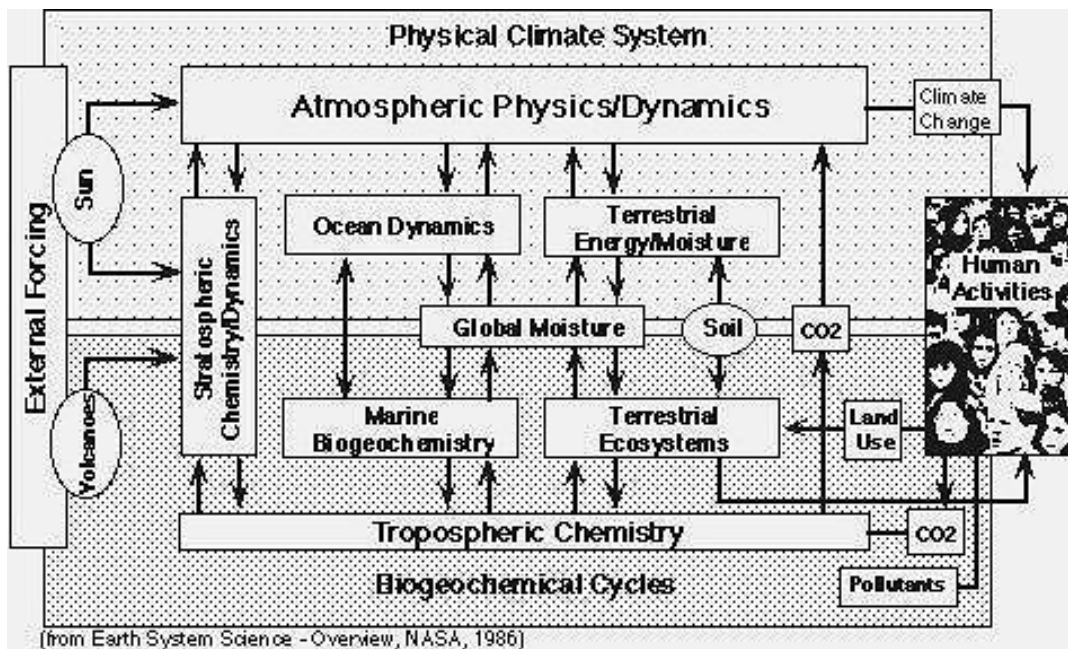 Physical Climate System
Atmospheric Physics/Dynamics
Climate
Change
External Forcing
Sun
Ocean Dynamics
Terrestrial
Energy/Moisture
Human
Activities
Stratospheric
Chemistry/Dynamics
Global Moisture
Soil
CO2
Volcanoes
Marine
Biogeochemistry
Terrestrial
Ecosystems
Land
Use
Tropospheric Chemistry
CO2
Biogeochemical Cycles
Pollutants
(from Earth System Science - Overview, NASA, 1986)